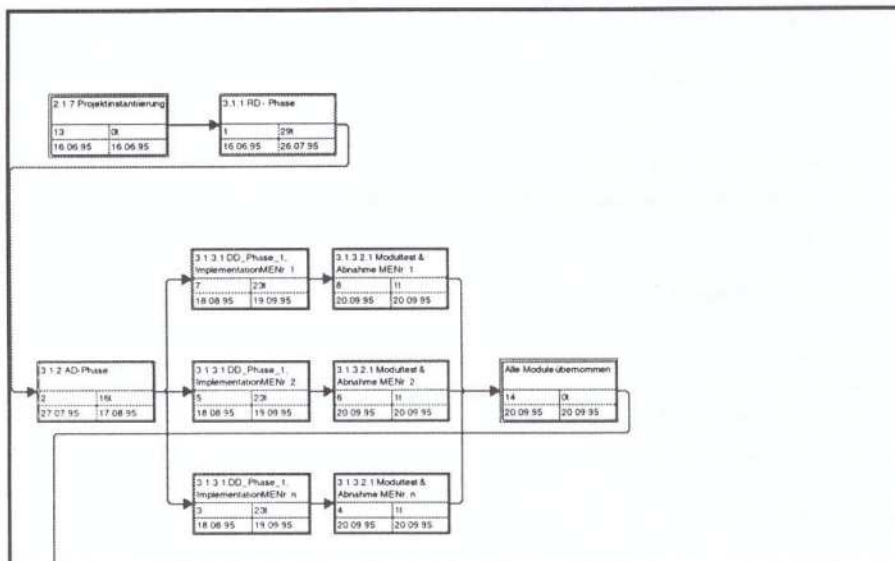 2.1.7 Projektinstantiierung
13 0t
16.06.95 16.06.95
3.1.1 RD - Phase
1 29t
16.06.95 26.07.95
3.1.3.1 DD_Phase_1,
ImplementationMENr. 1
7 23t
18.08.95 19.09.95
3.1.3.2.1 Modultest &
Abnahme MENr. 1
8 1t
20.09.95 20.09.95
3.1.2 AD-Phase
2 16t
27.07.95 17.08.95
3.1.3.1 DD_Phase_1,
ImplementationMENr. 2
5 23t
18.08.95 19.09.95
3.1.3.2.1 Modultest &
Abnahme MENr. 2
6 1t
20.09.95 20.09.95
Alle Module übernommen
14 0t
20.09.95 20.09.95
3.1.3.1 DD_Phase_1,
ImplementationMENr. n
3 23t
18.08.95 19.09.95
3.1.3.2.1 Modultest &
Abnahme MENr. n
4 1t
20.09.95 20.09.95